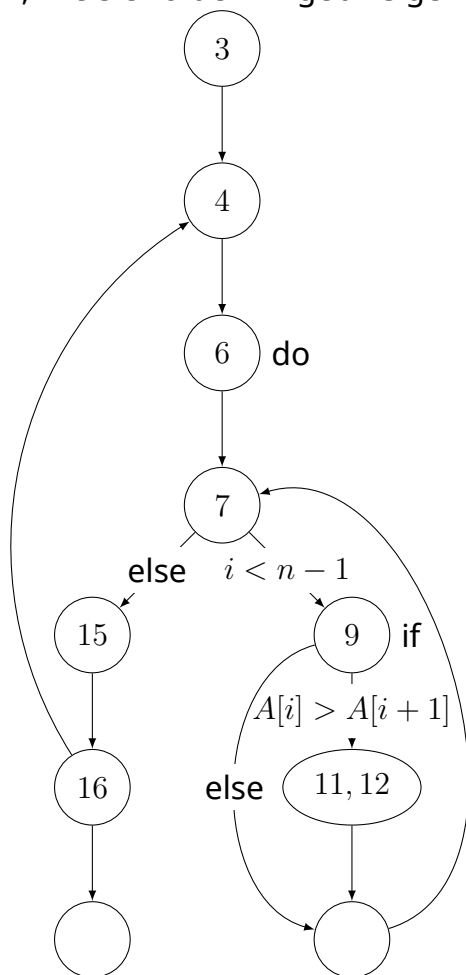 3
4
6 do
7
else i < n − 1
15 9 if
A[i] > A[i + 1]
16 else 11, 12